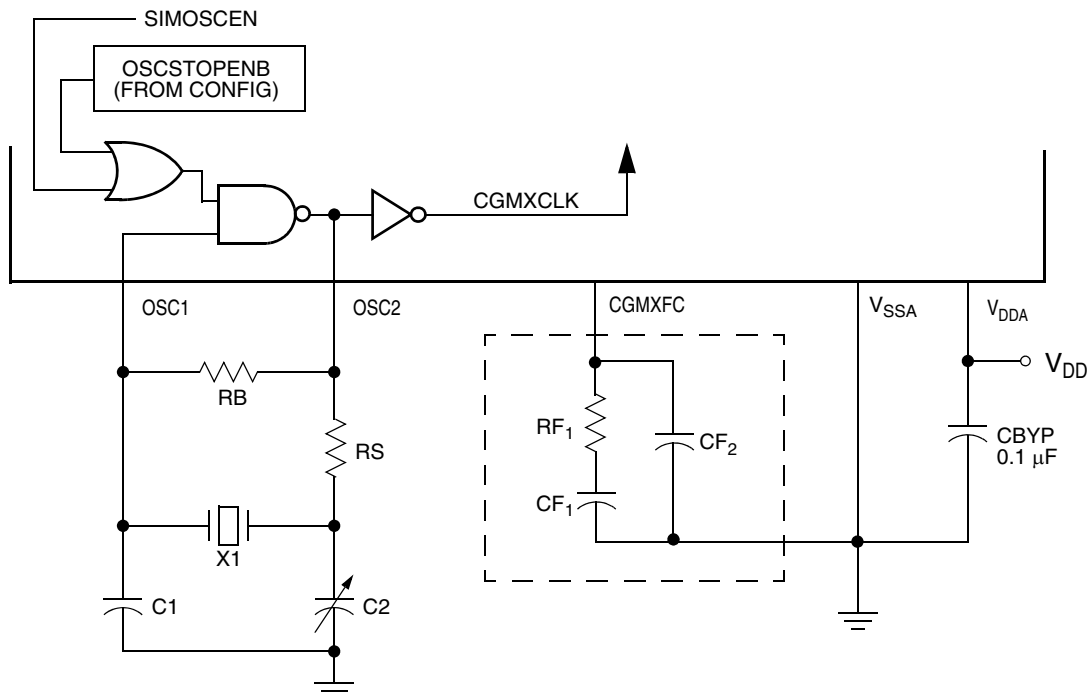 SIMOSCEN
OSCSTOPENB
(FROM CONFIG)
CGMXCLK
OSC1
OSC2
CGMXFC
VSSA
VDDA
VDD
RB
RS
RF1
CF2
CBYP
0.1 μF
CF1
X1
C1
C2